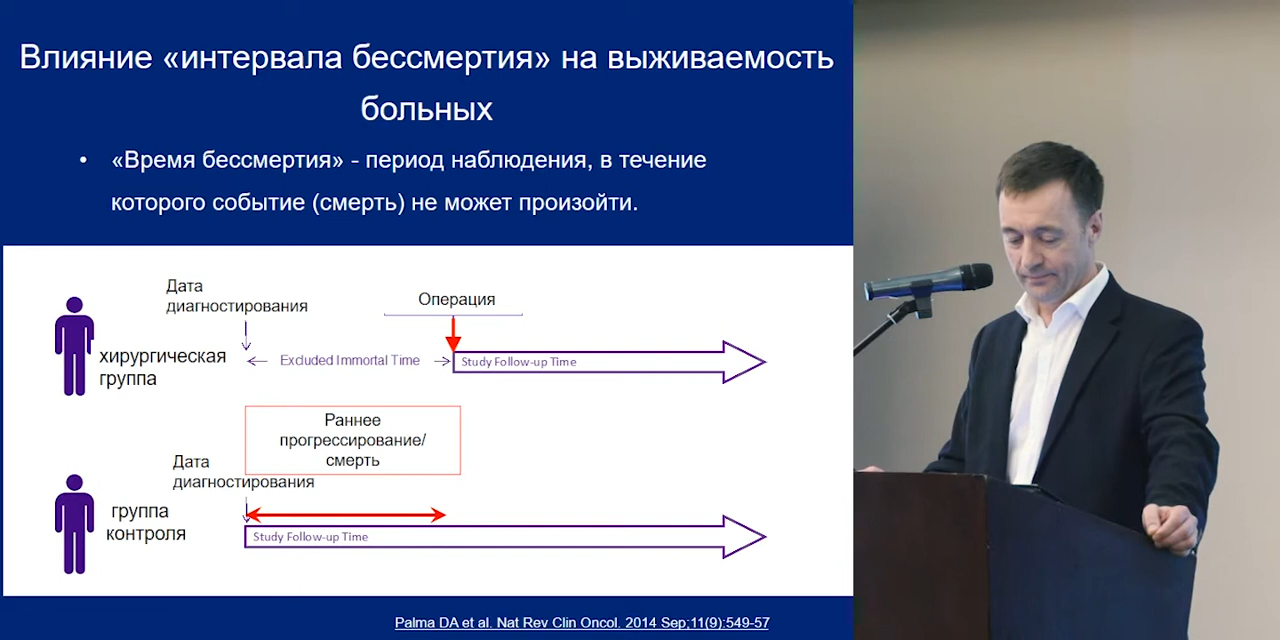 Влияние «интервала бессмертия» на выживаемость
больных
• «Время бессмертия» - период наблюдения, в течение
которого событие (смерть) не может произойти.
Дата
диагностирования
Операция
хирургическая
группа
Excluded Immortal Time
Study Follow-up Time
Раннее
прогрессирование/
смерть
Дата
диагностирования
группа
контроля
Study Follow-up Time
Palma DA et al. Nat Rev Clin Oncol. 2014 Sep;11(9):549-57